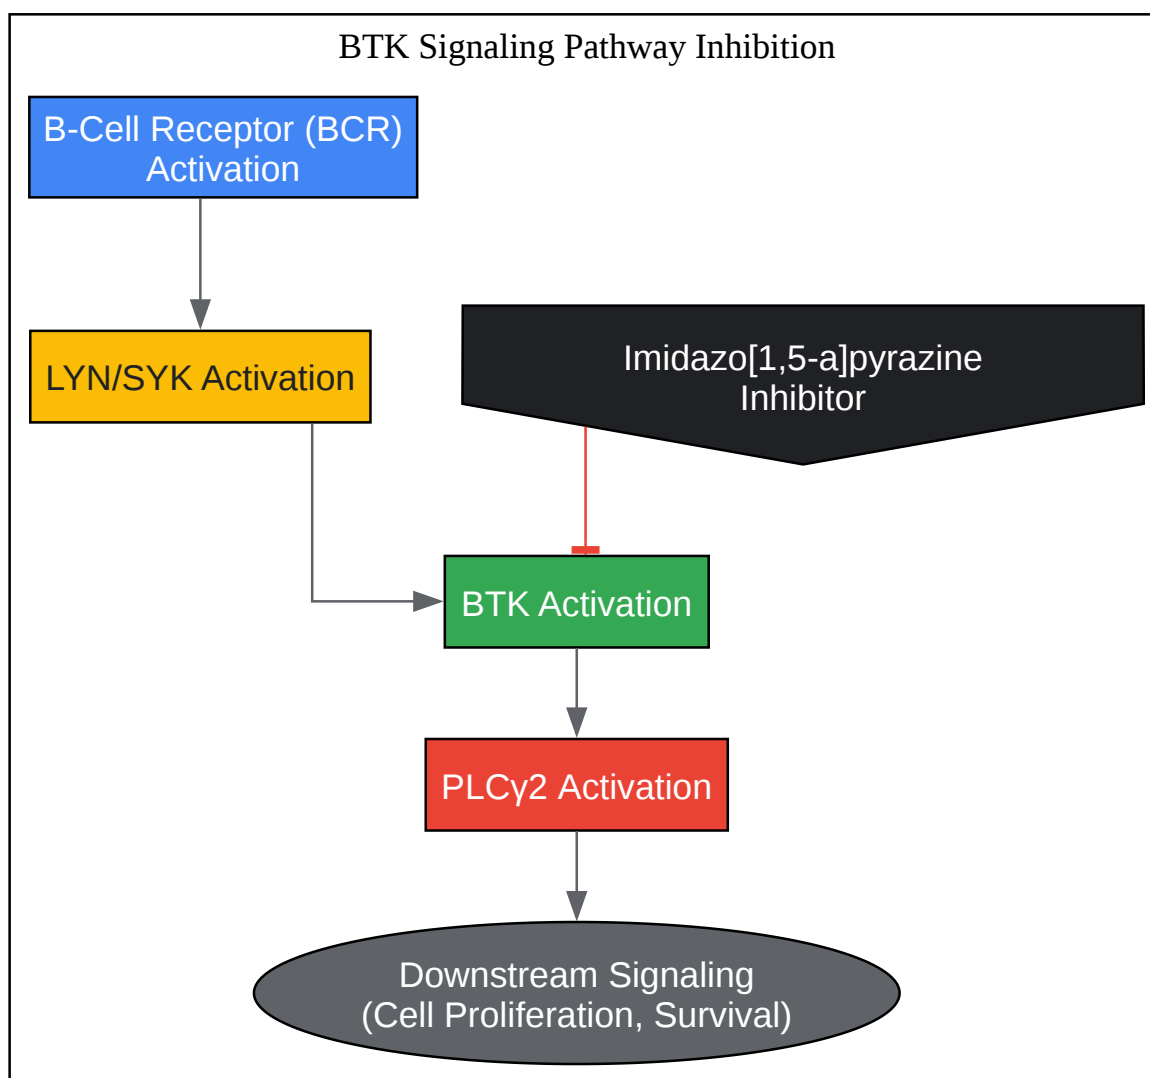 BTK Signaling Pathway Inhibition
B-Cell Receptor (BCR)
Activation
LYN/SYK Activation
Imidazo[1,5-a]pyrazine
Inhibitor
BTK Activation
PLCγ2 Activation
Downstream Signaling
(Cell Proliferation, Survival)